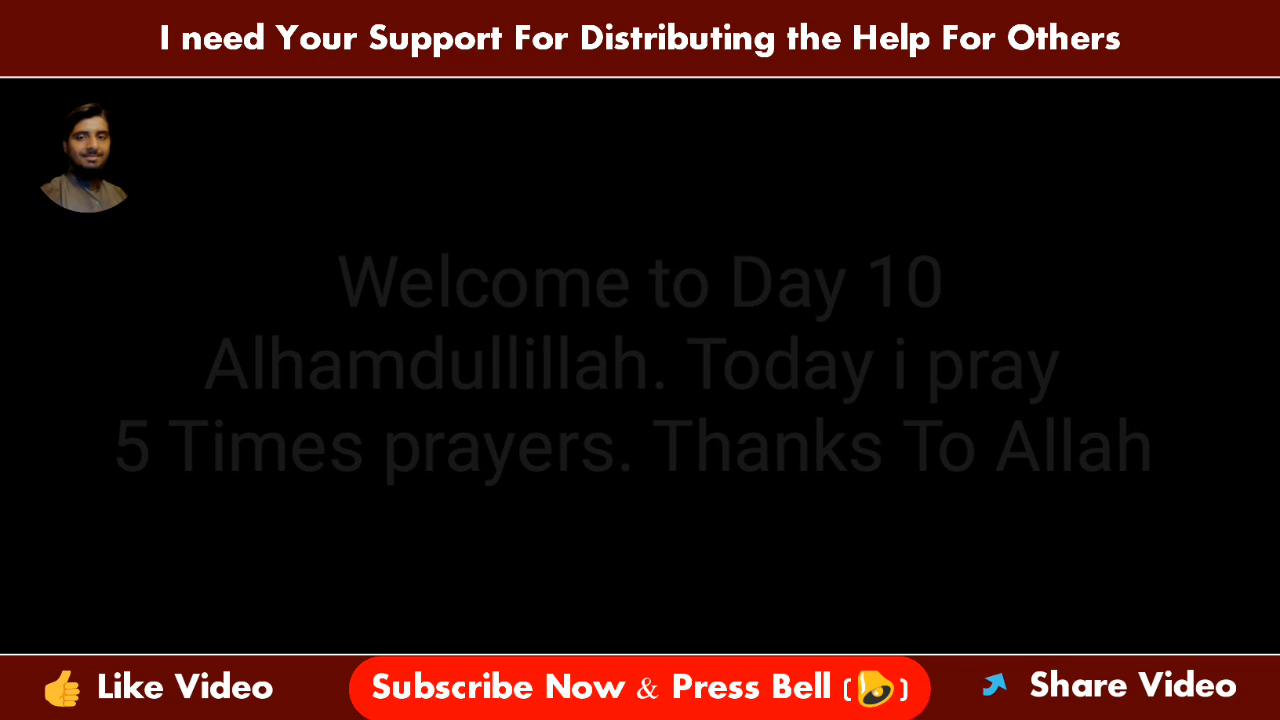 I need Your Support For Distributing the Help For Others
Welcome to Day 10
Alhamdullillah. Today i pray
5 Times prayers. Thanks To Allah
Like Video
Subscribe Now & Press Bell (🔔)
Share Video